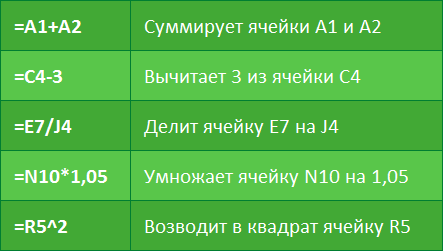 =A1+A2 Суммирует ячейки A1 и A2
=C4-3 Вычитает 3 из ячейки C4
=E7/J4 Делит ячейку E7 на J4
=N10*1,05 Умножает ячейку N10 на 1,05
=R5^2 Возводит в квадрат ячейку R5